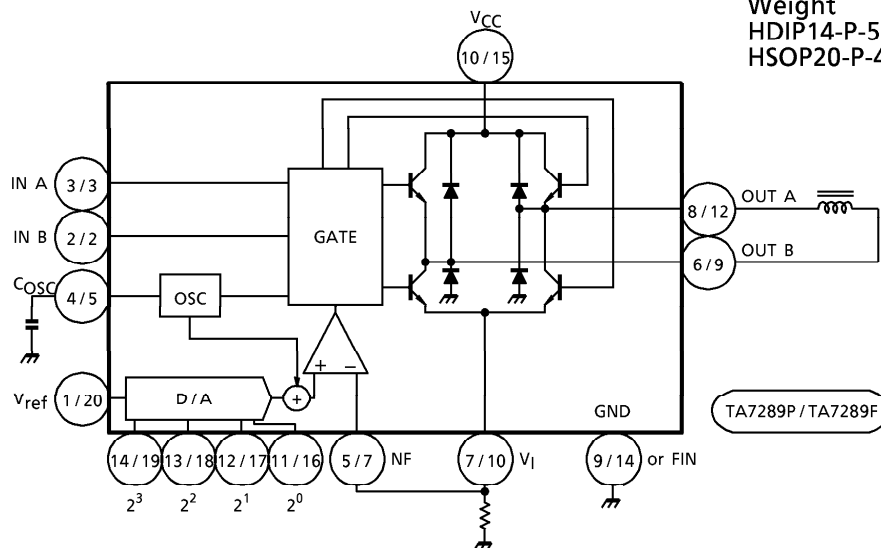 Weight
HDIP14-P-5
HSOP20-P-4
VCC
10 / 15
IN A
3 / 3
GATE
8 / 12
OUT A
IN B
2 / 2
6 / 9
OUT B
COSC
4 / 5
OSC
+ −
Vref
1 / 20
D / A
+
GND
TA7289P / TA7289F
14 / 19
13 / 18
12 / 17
11 / 16
5 / 7
NF
7 / 10
VI
9 / 14
or FIN
2³
2²
2¹
2⁰